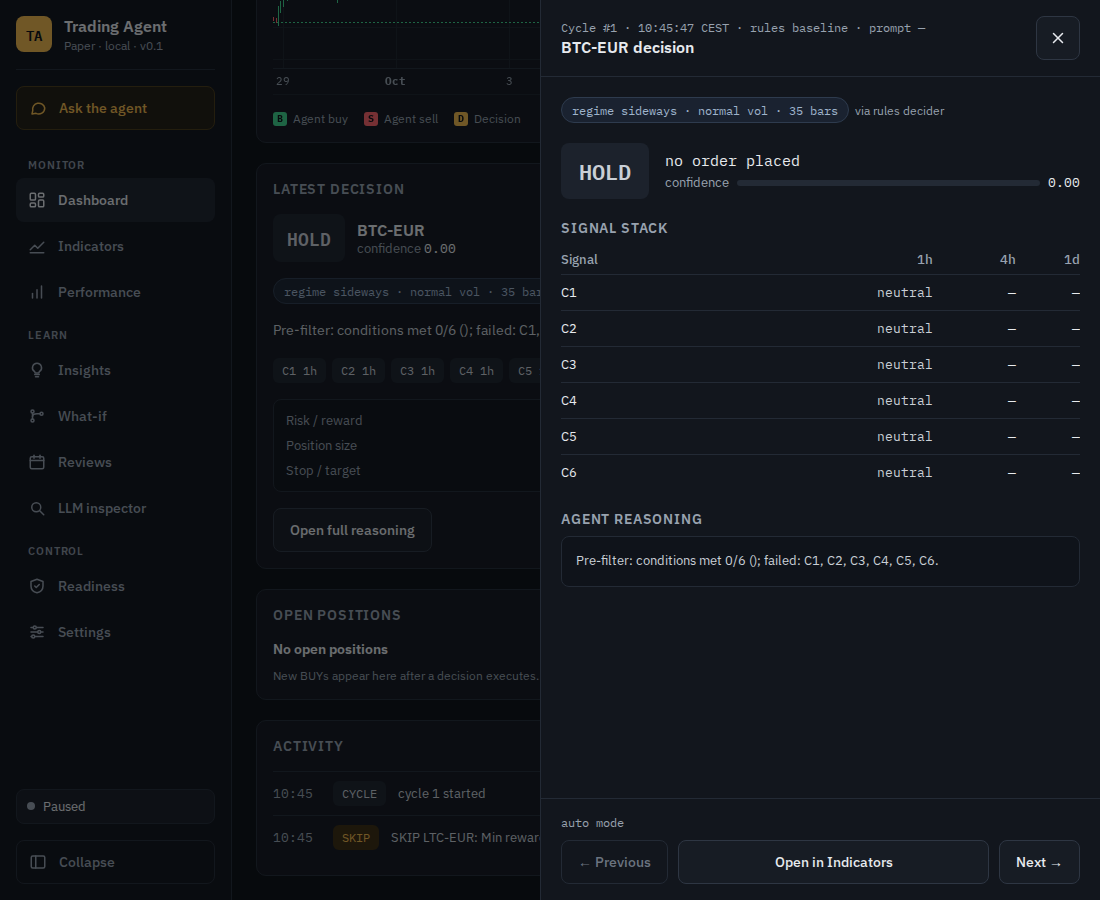 TA
Trading Agent
Paper · local · v0.1
Ask the agent
MONITOR
Dashboard
Indicators
Performance
LEARN
Insights
What-if
Reviews
LLM inspector
CONTROL
Readiness
Settings
Paused
Collapse
29 Oct 3
B Agent buy S Agent sell D Decision
LATEST DECISION
HOLD
BTC-EUR
confidence 0.00
regime sideways · normal vol · 35 bar
Pre-filter: conditions met 0/6 (); failed: C1,
C1 1h C2 1h C3 1h C4 1h C5
Risk / reward
Position size
Stop / target
Open full reasoning
OPEN POSITIONS
No open positions
New BUYs appear here after a decision executes.
ACTIVITY
10:45 CYCLE cycle 1 started
10:45 SKIP SKIP LTC-EUR: Min rewar
Cycle #1 · 10:45:47 CEST · rules baseline · prompt —
BTC-EUR decision
regime sideways · normal vol · 35 bars via rules decider
HOLD
no order placed
confidence 0.00
SIGNAL STACK
Signal 1h 4h 1d
C1 neutral — —
C2 neutral — —
C3 neutral — —
C4 neutral — —
C5 neutral — —
C6 neutral — —
AGENT REASONING
Pre-filter: conditions met 0/6 (); failed: C1, C2, C3, C4, C5, C6.
auto mode
← Previous Open in Indicators Next →